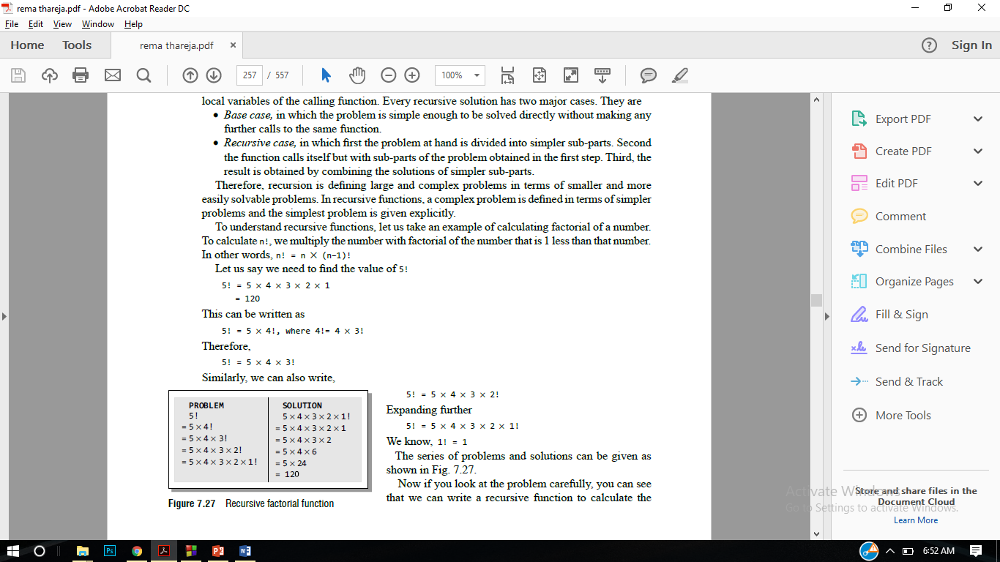 rema thareja.pdf - Adobe Acrobat Reader DC
File Edit View Window Help
Home Tools rema thareja.pdf × Sign In
257 / 557 100%
local variables of the calling function. Every recursive solution has two major cases. They are
• Base case, in which the problem is simple enough to be solved directly without making any
further calls to the same function.
• Recursive case, in which first the problem at hand is divided into simpler sub-parts. Second
the function calls itself but with sub-parts of the problem obtained in the first step. Third, the
result is obtained by combining the solutions of simpler sub-parts.
Therefore, recursion is defining large and complex problems in terms of smaller and more
easily solvable problems. In recursive functions, a complex problem is defined in terms of simpler
problems and the simplest problem is given explicitly.
To understand recursive functions, let us take an example of calculating factorial of a number.
To calculate n!, we multiply the number with factorial of the number that is 1 less than that number.
In other words, n! = n × (n–1)!
Let us say we need to find the value of 5!
5! = 5 × 4 × 3 × 2 × 1
= 120
This can be written as
5! = 5 × 4!, where 4!= 4 × 3!
Therefore,
5! = 5 × 4 × 3!
Similarly, we can also write,
5! = 5 × 4 × 3 × 2!
Expanding further
5! = 5 × 4 × 3 × 2 × 1!
We know, 1! = 1
The series of problems and solutions can be given as
shown in Fig. 7.27.
Now if you look at the problem carefully, you can see
that we can write a recursive function to calculate the
PROBLEM
5!
= 5 × 4!
= 5 × 4 × 3!
= 5 × 4 × 3 × 2!
= 5 × 4 × 3 × 2 × 1!
SOLUTION
5 × 4 × 3 × 2 × 1!
= 5 × 4 × 3 × 2 × 1
= 5 × 4 × 3 × 2
= 5 × 4 × 6
= 5 × 24
= 120
Figure 7.27 Recursive factorial function
Export PDF
Create PDF
Edit PDF
Comment
Combine Files
Organize Pages
Fill & Sign
Send for Signature
Send & Track
More Tools
Store and share files in the
Document Cloud
Learn More
Activate Windows
Go to Settings to activate Windows.
6:52 AM